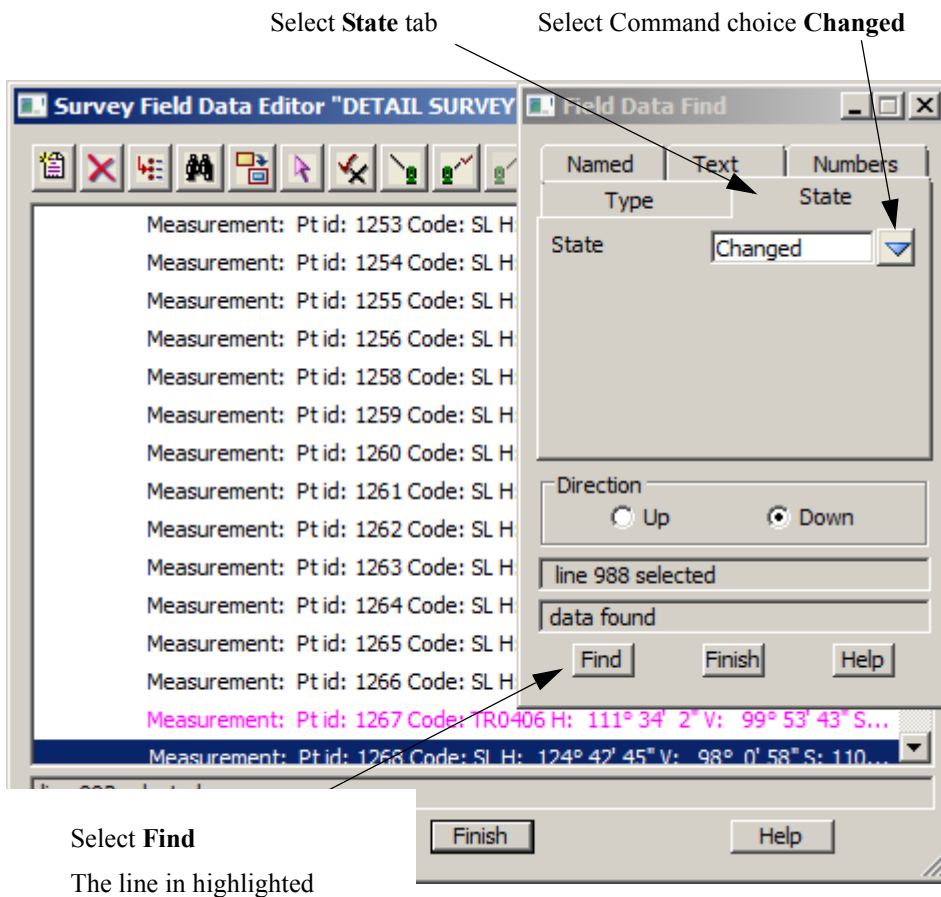 Select State tab
Select Command choice Changed
Survey Field Data Editor "DETAIL SURVEY
Field Data Find
Named
Text
Numbers
Type
State
State
Changed
Measurement: Pt id: 1253 Code: SL H:
Measurement: Pt id: 1254 Code: SL H:
Measurement: Pt id: 1255 Code: SL H:
Measurement: Pt id: 1256 Code: SL H:
Measurement: Pt id: 1258 Code: SL H:
Measurement: Pt id: 1259 Code: SL H:
Measurement: Pt id: 1260 Code: SL H:
Measurement: Pt id: 1261 Code: SL H:
Measurement: Pt id: 1262 Code: SL H:
Measurement: Pt id: 1263 Code: SL H:
Measurement: Pt id: 1264 Code: SL H:
Measurement: Pt id: 1265 Code: SL H:
Measurement: Pt id: 1266 Code: SL H:
Measurement: Pt id: 1267 Code: TR0406 H: 111° 34' 2" V: 99° 53' 43" S...
Measurement: Pt id: 1268 Code: SL H: 124° 42' 45" V: 98° 0' 58" S: 110...
Direction
Up
Down
line 988 selected
data found
Find
Finish
Help
Finish
Help
Select Find
The line in highlighted